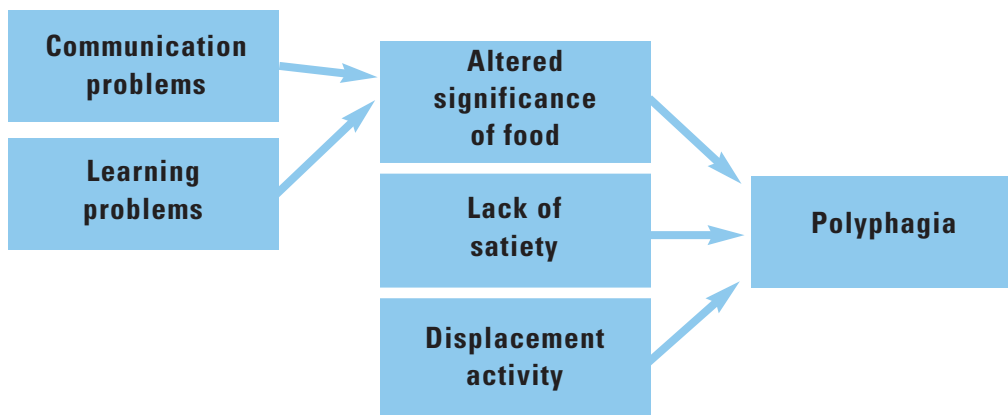 Communication
problems
Learning
problems
Altered
significance
of food
Lack of
satiety
Displacement
activity
Polyphagia